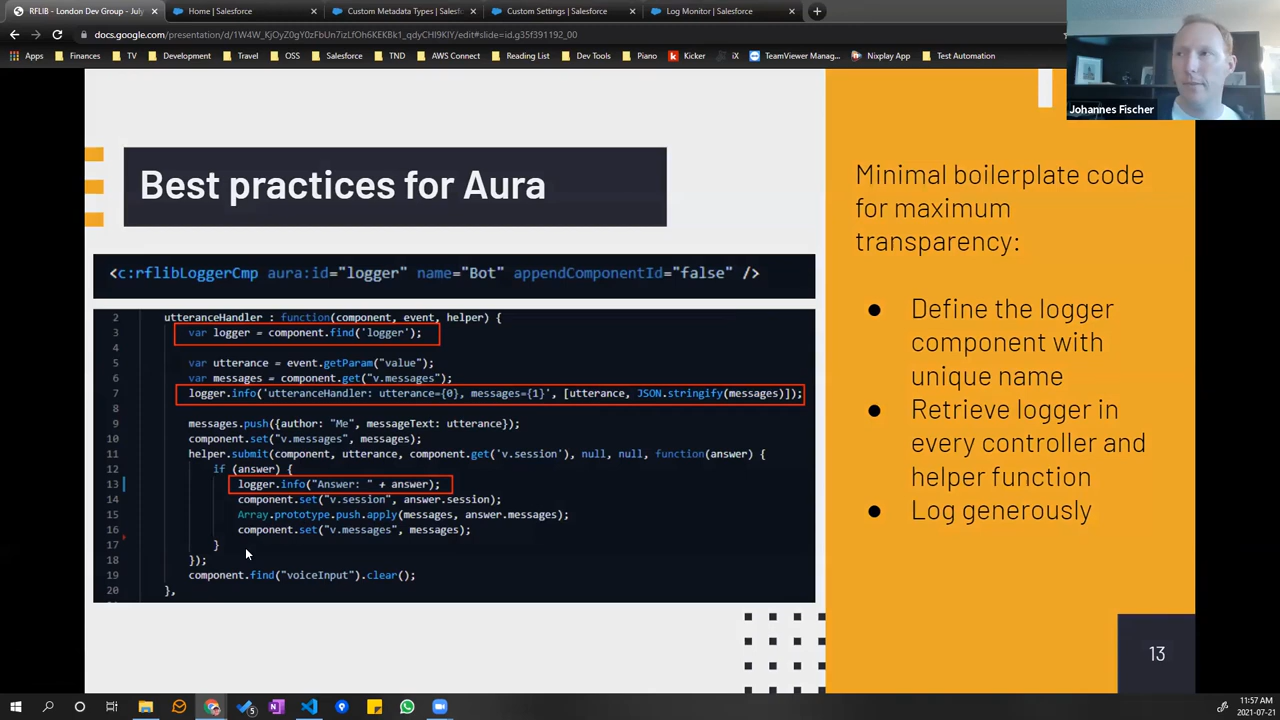 RFLIB - London Dev Group - July
Home | Salesforce
Custom Metadata Types | Salesf
Custom Settings | Salesforce
Log Monitor | Salesforce
docs.google.com/presentation/d/1W4W_KjOyZ0gY0zFbUn7izLfOh6KEKBk1_qdyCHI9KIY/edit#slide=id.g35f391192_00
Apps
Finances
TV
Development
Travel
OSS
Salesforce
TND
AWS Connect
Reading List
Dev Tools
Piano
Kicker
iX
TeamViewer Manag...
Nixplay App
Test Automation
Johannes Fischer
Best practices for Aura
<c:rflibLoggerCmp aura:id="logger" name="Bot" appendComponentId="false" />
2 utteranceHandler : function(component, event, helper) {
3 var logger = component.find('logger');
4
5 var utterance = event.getParam("value");
6 var messages = component.get("v.messages");
7 logger.info('utteranceHandler: utterance={0}, messages={1}', [utterance, JSON.stringify(messages)]);
8
9 messages.push({author: "Me", messageText: utterance});
10 component.set("v.messages", messages);
11 helper.submit(component, utterance, component.get('v.session'), null, null, function(answer) {
12 if (answer) {
13 logger.info("Answer: " + answer);
14 component.set("v.session", answer.session);
15 Array.prototype.push.apply(messages, answer.messages);
16 component.set("v.messages", messages);
17 }
18 });
19 component.find("voiceInput").clear();
20 },
Minimal boilerplate code
for maximum
transparency:
● Define the logger
component with
unique name
● Retrieve logger in
every controller and
helper function
● Log generously
13
5
11:57 AM
2021-07-21